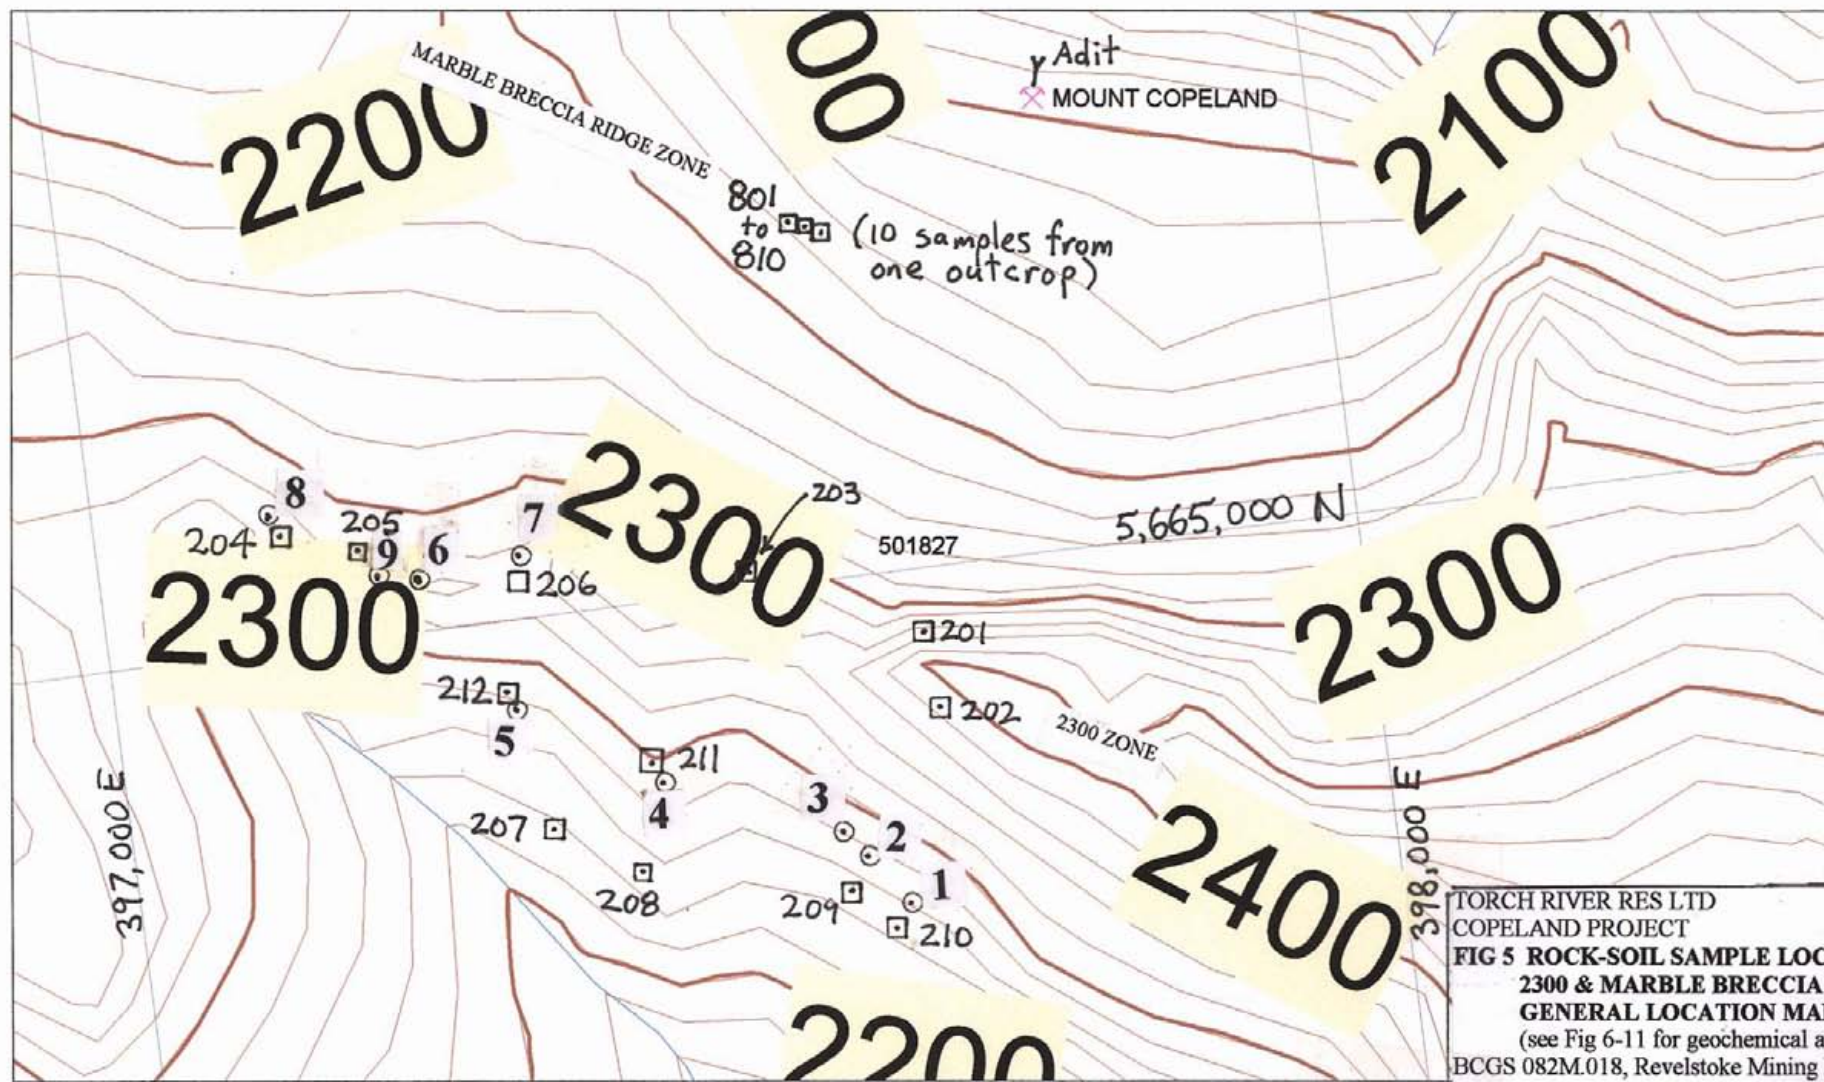 MARBLE BRECCIA RIDGE ZONE
2200
00
Adit
MOUNT COPELAND
2100
801
to
810
(10 samples from
one outcrop)
8
204
205
9
6
7
206
2300
2300
203
501827
5,665,000 N
2300
201
202
2300 ZONE
212
5
211
4
3
2
1
207
208
209
210
397,000 E
398,000 E
2400
2200
TORCH RIVER RES LTD
COPELAND PROJECT
FIG 5 ROCK-SOIL SAMPLE LOC
2300 & MARBLE BRECCIA
GENERAL LOCATION MA
(see Fig 6-11 for geochemical a
BCGS 082M.018, Revelstoke Mining